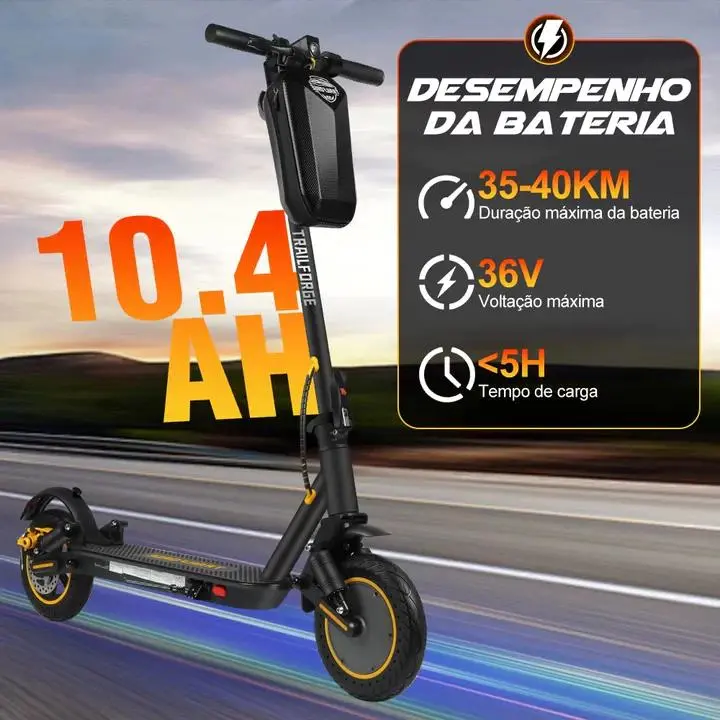 DESEMPENHO
DA BATERIA
35-40KM
Duração máxima da bateria
36V
Voltação máxima
<5H
Tempo de carga
10.4
AH
TRAILFORGE